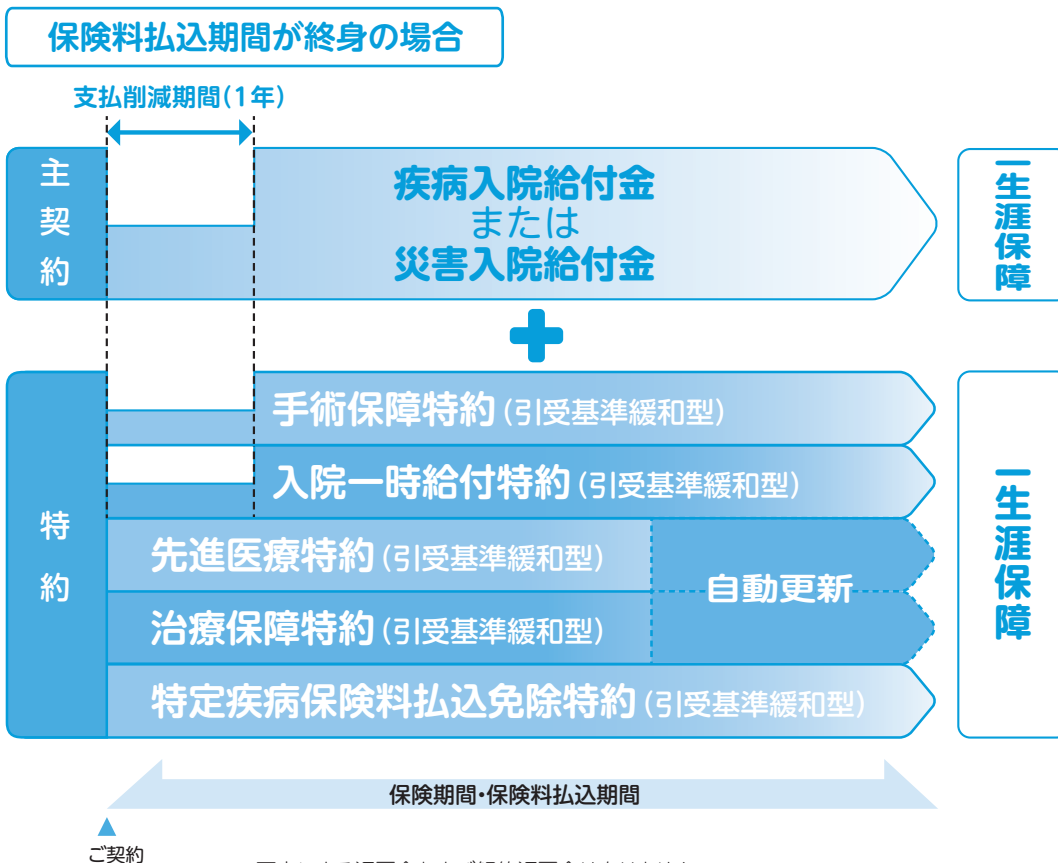 保険料払込期間が終身の場合
支払削減期間(1年)
主契約
疾病入院給付金
または
災害入院給付金
一生涯保障
特約
手術保障特約(引受基準緩和型)
入院一時給付特約(引受基準緩和型)
先進医療特約(引受基準緩和型)
自動更新
治療保障特約(引受基準緩和型)
特定疾病保険料払込免除特約(引受基準緩和型)
一生涯保障
保険期間・保険料払込期間
ご契約